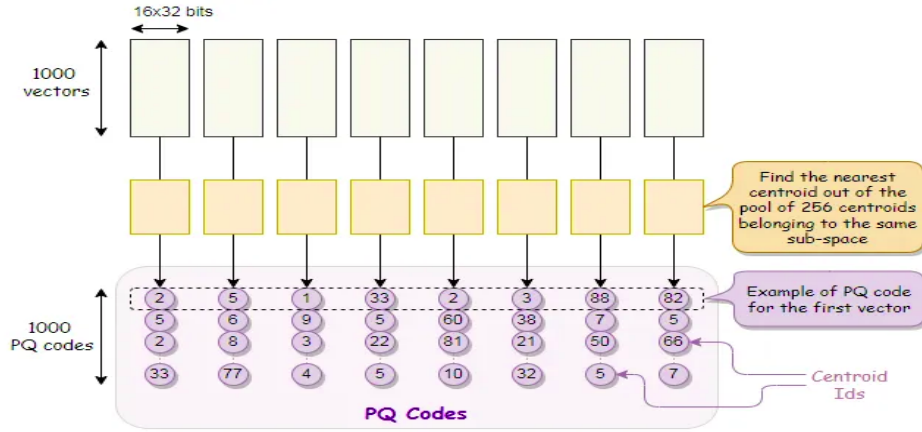 16x32 bits
1000
vectors
Find the nearest
centroid out of the
pool of 256 centroids
belonging to the same
sub-space
2 5 1 33 2 3 88 82
Example of PQ code
for the first vector
5 6 9 5 60 38 7 5
1000
PQ codes
2 8 3 22 81 21 50 66
33 77 4 5 10 32 5 7
Centroid
Ids
PQ Codes